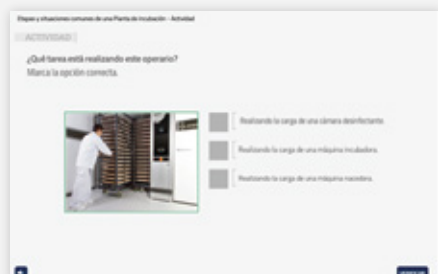 Etapas y situaciones comunes de una Planta de Incubación - Actividad
ACTIVIDAD
¿Qué tarea está realizando este operario?
Marca la opción correcta.
Realizando la carga de una cámara desinfectante.
Realizando la carga de una máquina incubadora.
Realizando la carga de una máquina nacedora.